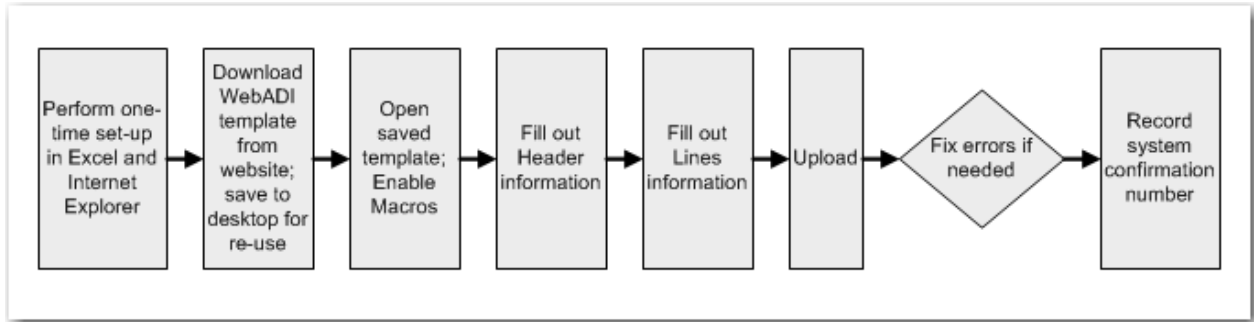 Perform one-
time set-up
in Excel and
Internet
Explorer
Download
WebADI
template
from
website;
save to
desktop for
re-use
Open
saved
template;
Enable
Macros
Fill out
Header
information
Fill out
Lines
information
Upload
Fix errors if
needed
Record
system
confirmation
number